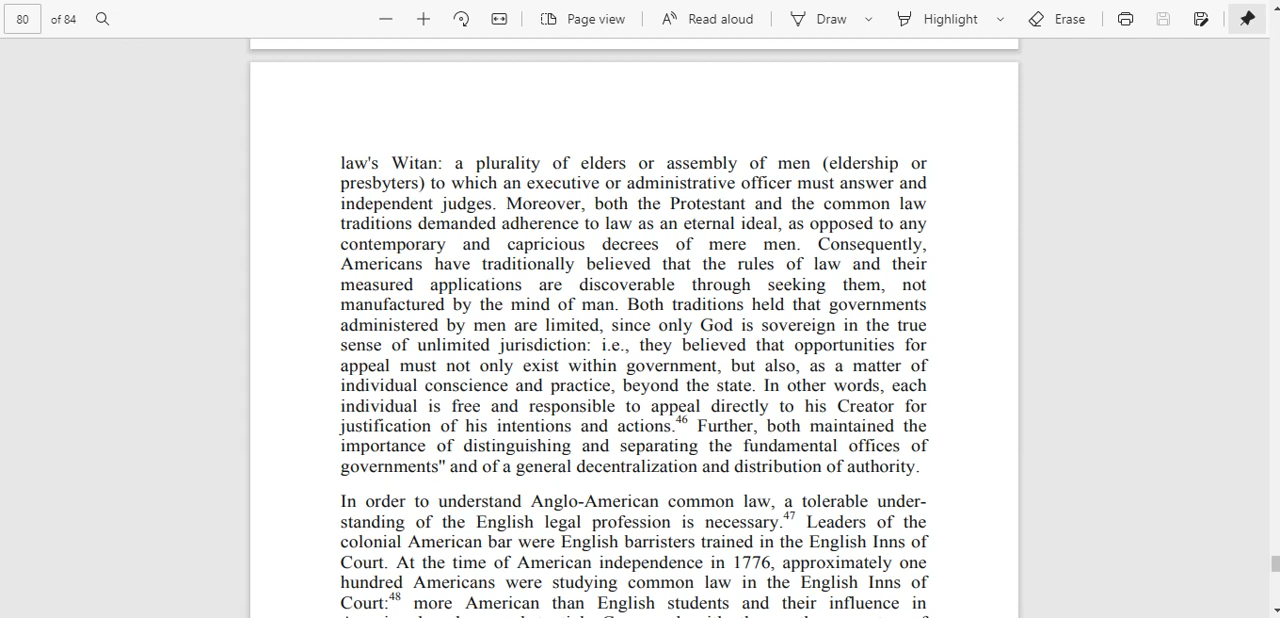 80 of 84 Page view Read aloud Draw Highlight Erase
law's Witan: a plurality of elders or assembly of men (eldership or
presbyters) to which an executive or administrative officer must answer and
independent judges. Moreover, both the Protestant and the common law
traditions demanded adherence to law as an eternal ideal, as opposed to any
contemporary and capricious decrees of mere men. Consequently,
Americans have traditionally believed that the rules of law and their
measured applications are discoverable through seeking them, not
manufactured by the mind of man. Both traditions held that governments
administered by men are limited, since only God is sovereign in the true
sense of unlimited jurisdiction: i.e., they believed that opportunities for
appeal must not only exist within government, but also, as a matter of
individual conscience and practice, beyond the state. In other words, each
individual is free and responsible to appeal directly to his Creator for
justification of his intentions and actions.46 Further, both maintained the
importance of distinguishing and separating the fundamental offices of
governments" and of a general decentralization and distribution of authority.
In order to understand Anglo-American common law, a tolerable under-
standing of the English legal profession is necessary.47 Leaders of the
colonial American bar were English barristers trained in the English Inns of
Court. At the time of American independence in 1776, approximately one
hundred Americans were studying common law in the English Inns of
Court:48 more American than English students and their influence in